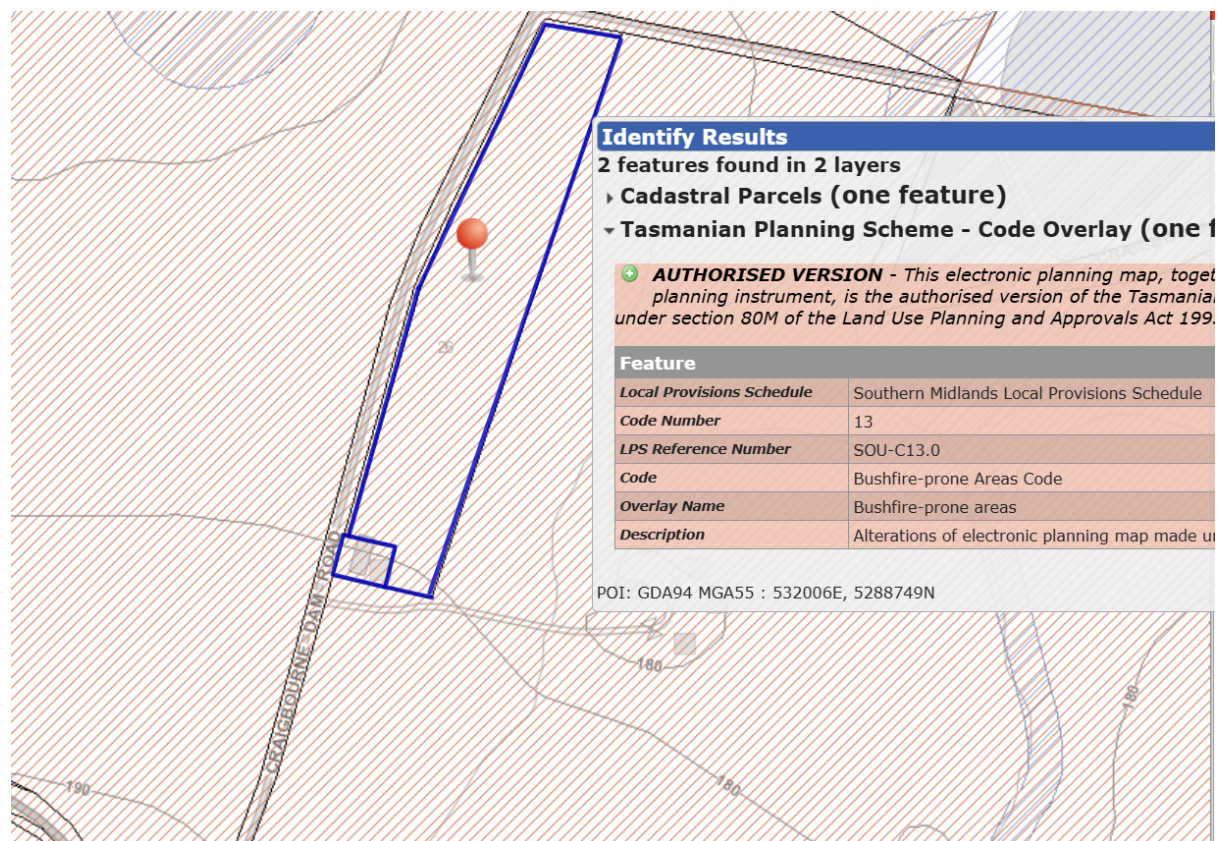 Identify Results
2 features found in 2 layers
Cadastral Parcels (one feature)
Tasmanian Planning Scheme - Code Overlay (one f
AUTHORISED VERSION - This electronic planning map, toget
planning instrument, is the authorised version of the Tasmania
under section 80M of the Land Use Planning and Approvals Act 199
Feature
Local Provisions Schedule Southern Midlands Local Provisions Schedule
Code Number 13
LPS Reference Number SOU-C13.0
Code Bushfire-prone Areas Code
Overlay Name Bushfire-prone areas
Description Alterations of electronic planning map made u
POI: GDA94 MGA55 : 532006E, 5288749N
26
CRAIGBOURNE-DAM-ROAD
180
180
180
190